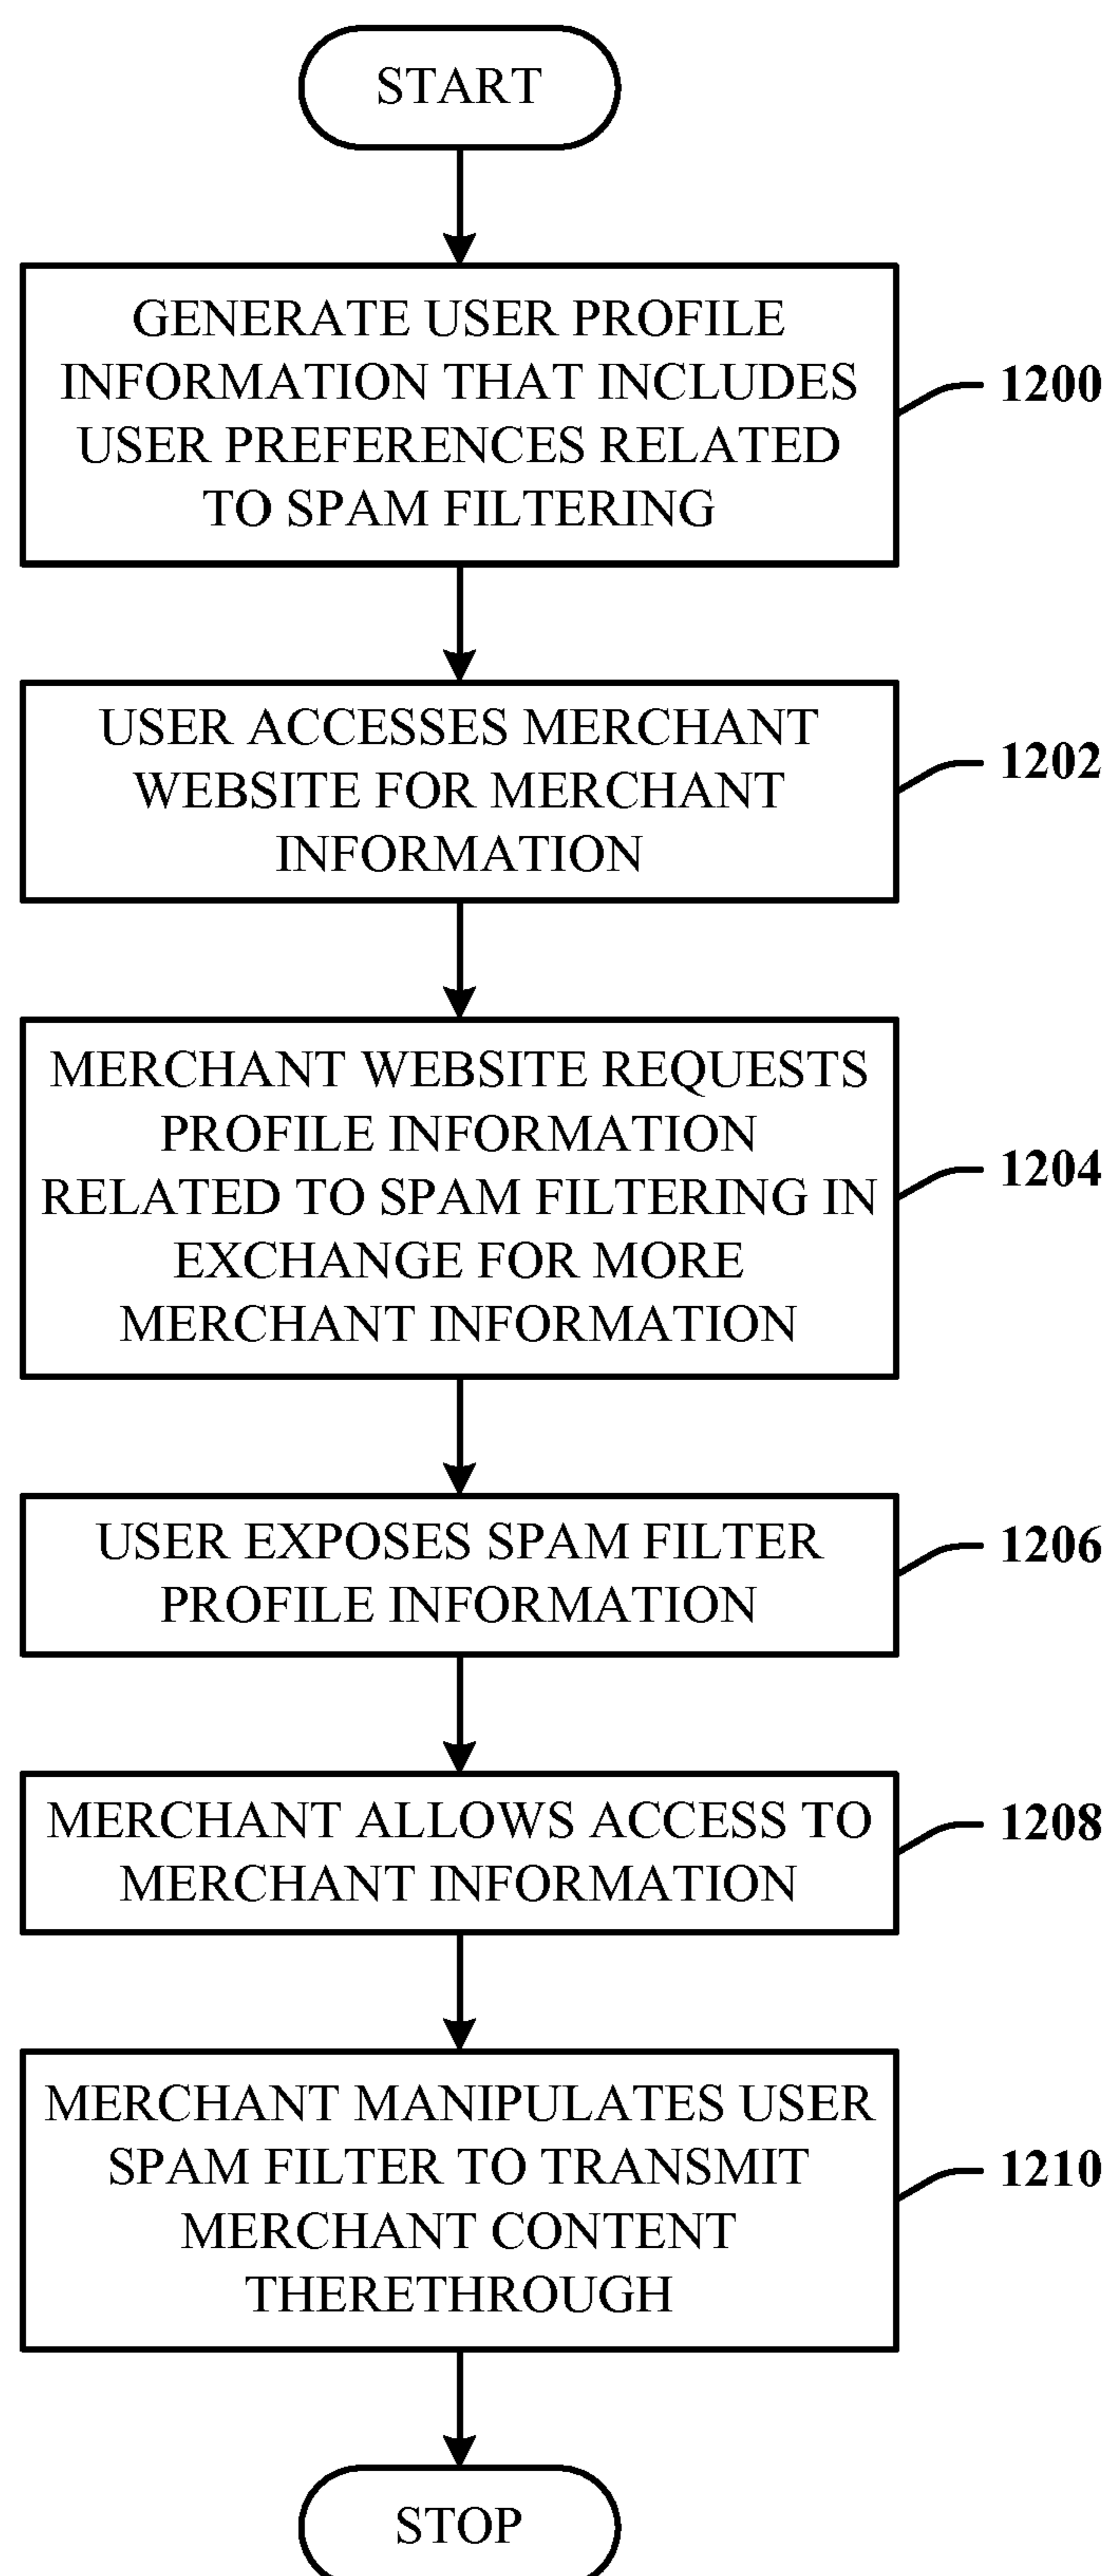 START
GENERATE USER PROFILE
INFORMATION THAT INCLUDES
USER PREFERENCES RELATED
TO SPAM FILTERING
1200
USER ACCESSES MERCHANT
WEBSITE FOR MERCHANT
INFORMATION
1202
MERCHANT WEBSITE REQUESTS
PROFILE INFORMATION
RELATED TO SPAM FILTERING IN
EXCHANGE FOR MORE
MERCHANT INFORMATION
1204
USER EXPOSES SPAM FILTER
PROFILE INFORMATION
1206
MERCHANT ALLOWS ACCESS TO
MERCHANT INFORMATION
1208
MERCHANT MANIPULATES USER
SPAM FILTER TO TRANSMIT
MERCHANT CONTENT
THERETHROUGH
1210
STOP